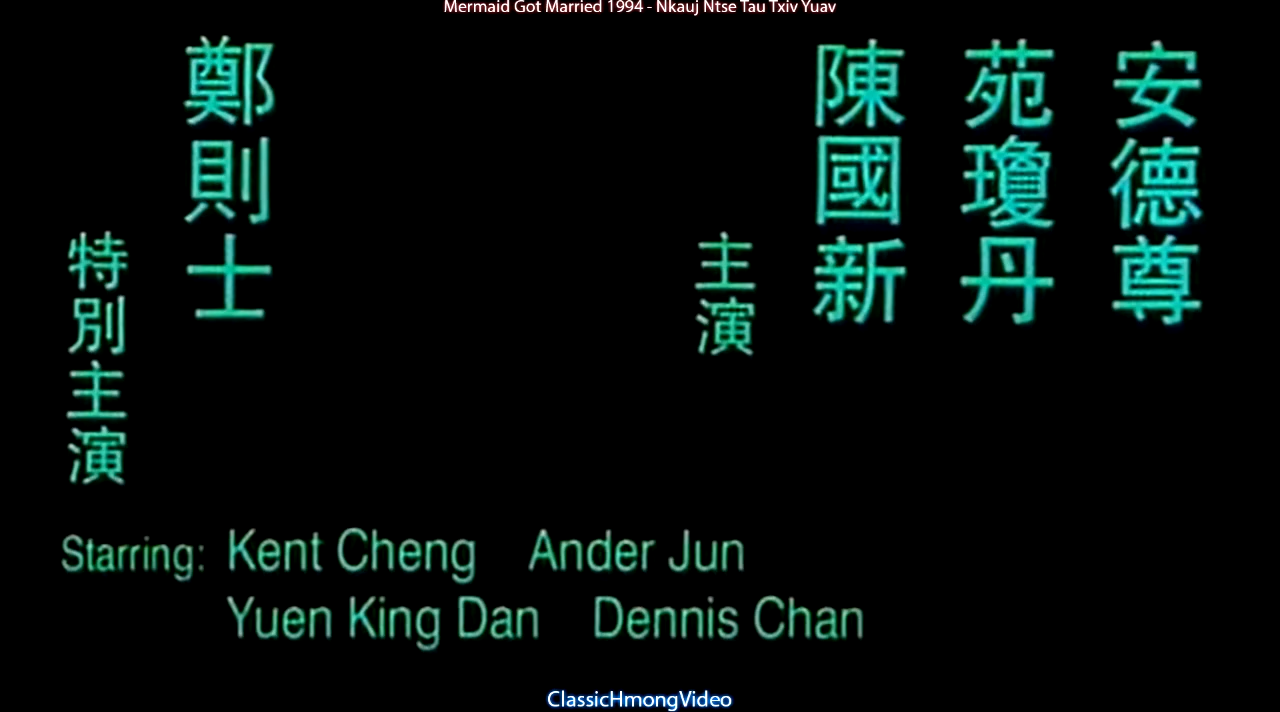 Mermaid Got Married 1994 - Nkauj Ntse Tau Txiv Yuav
安德尊
苑瓊丹
陳國新
主演
鄭則士
特別主演
Starring: Kent Cheng Ander Jun
Yuen King Dan Dennis Chan
ClassicHmongVideo